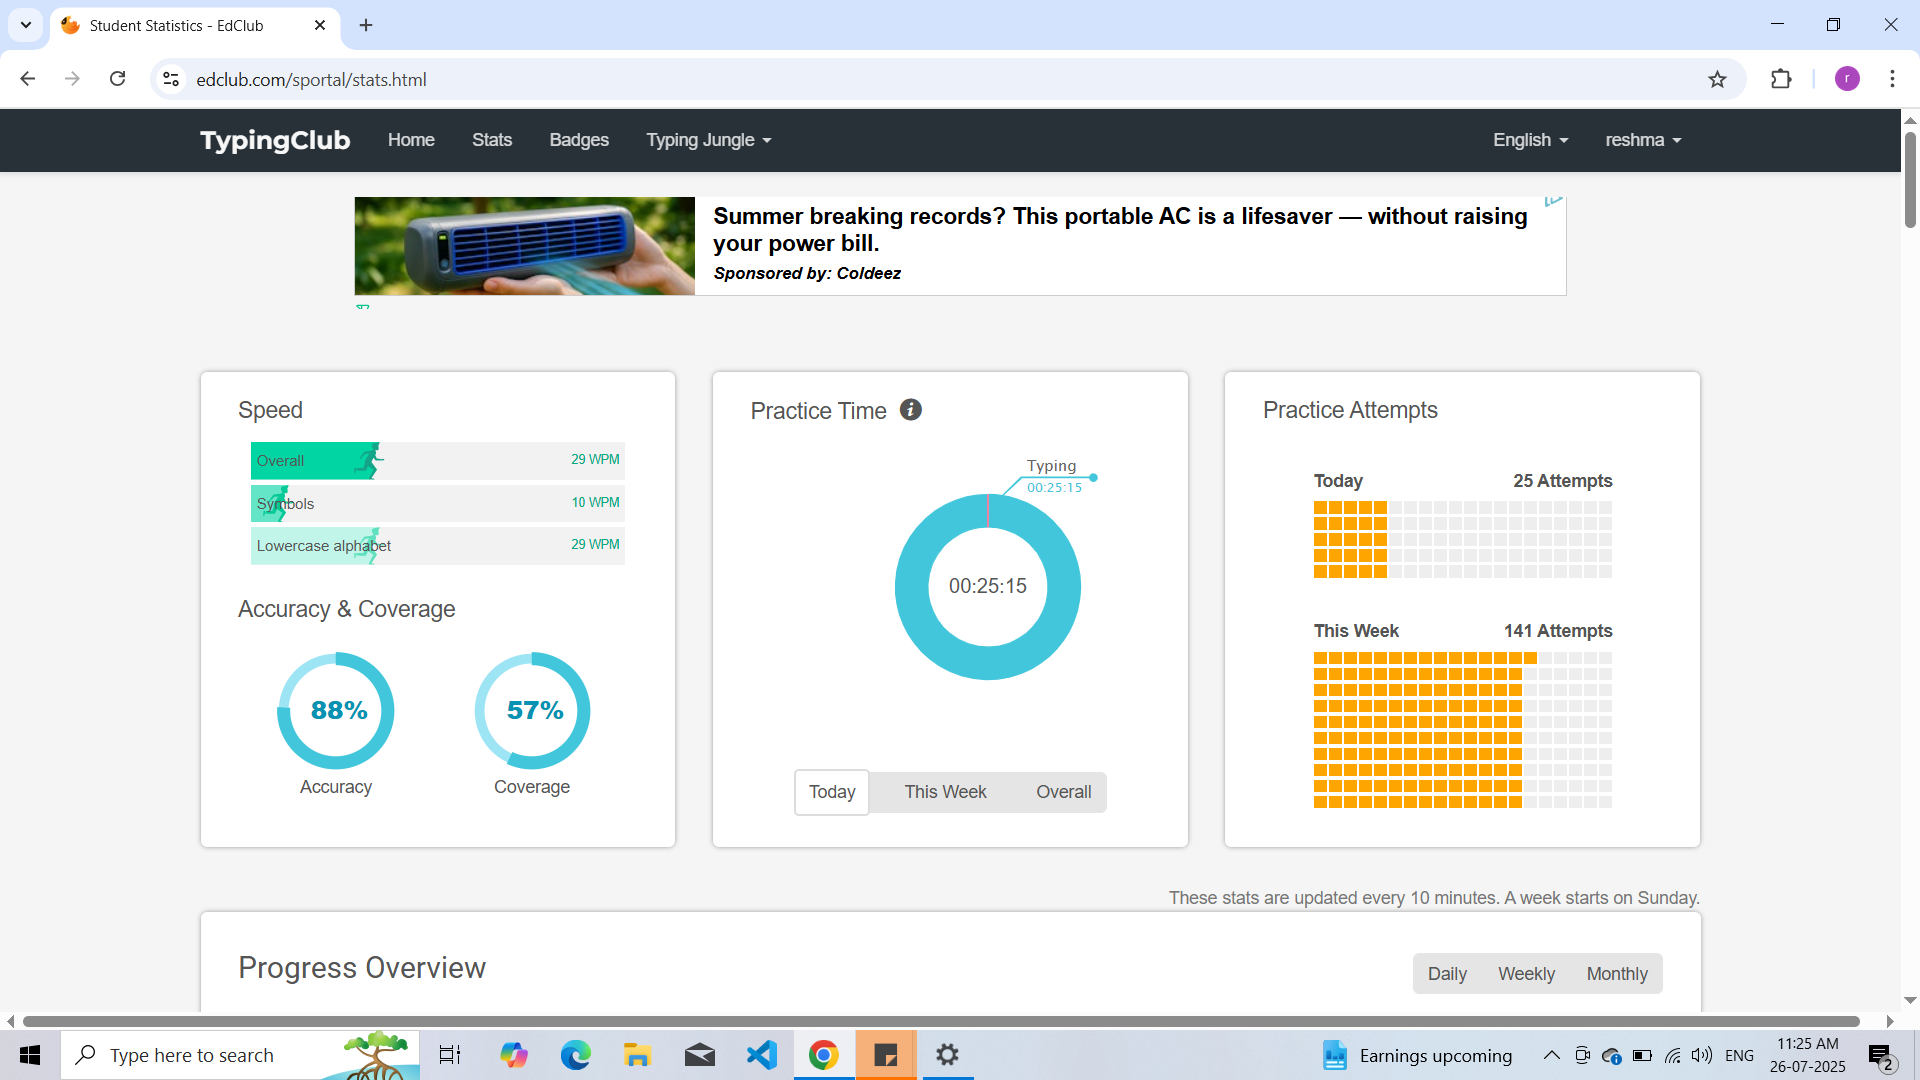 Student Statistics - EdClub
edclub.com/sportal/stats.html
r
TypingClub Home Stats Badges Typing Jungle English reshma
Summer breaking records? This portable AC is a lifesaver — without raising
your power bill.
Sponsored by: Coldeez
Speed
Overall 29 WPM
Symbols 10 WPM
Lowercase alphabet 29 WPM
Accuracy & Coverage
88% 57%
Accuracy Coverage
Practice Time i
Typing
00:25:15
00:25:15
Today This Week Overall
Practice Attempts
Today 25 Attempts
This Week 141 Attempts
These stats are updated every 10 minutes. A week starts on Sunday.
Progress Overview
Daily Weekly Monthly
Type here to search
Earnings upcoming
ENG
11:25 AM
26-07-2025
2